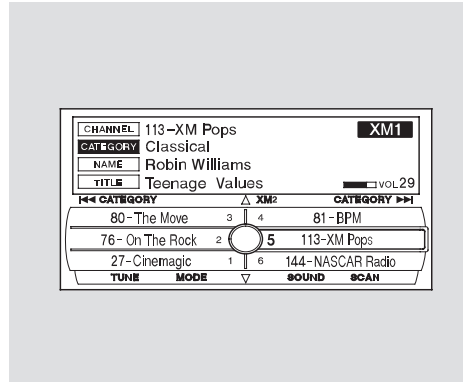 CHANNEL 113-XM Pops XM1
CATEGORY Classical
NAME Robin Williams
TITLE Teenage Values VOL29
CATEGORY XM2 CATEGORY
80-The Move 3 4 81-BPM
76-On The Rock 2 5 113-XM Pops
27-Cinemagic 1 6 144-NASCAR Radio
TUNE MODE SOUND SCAN